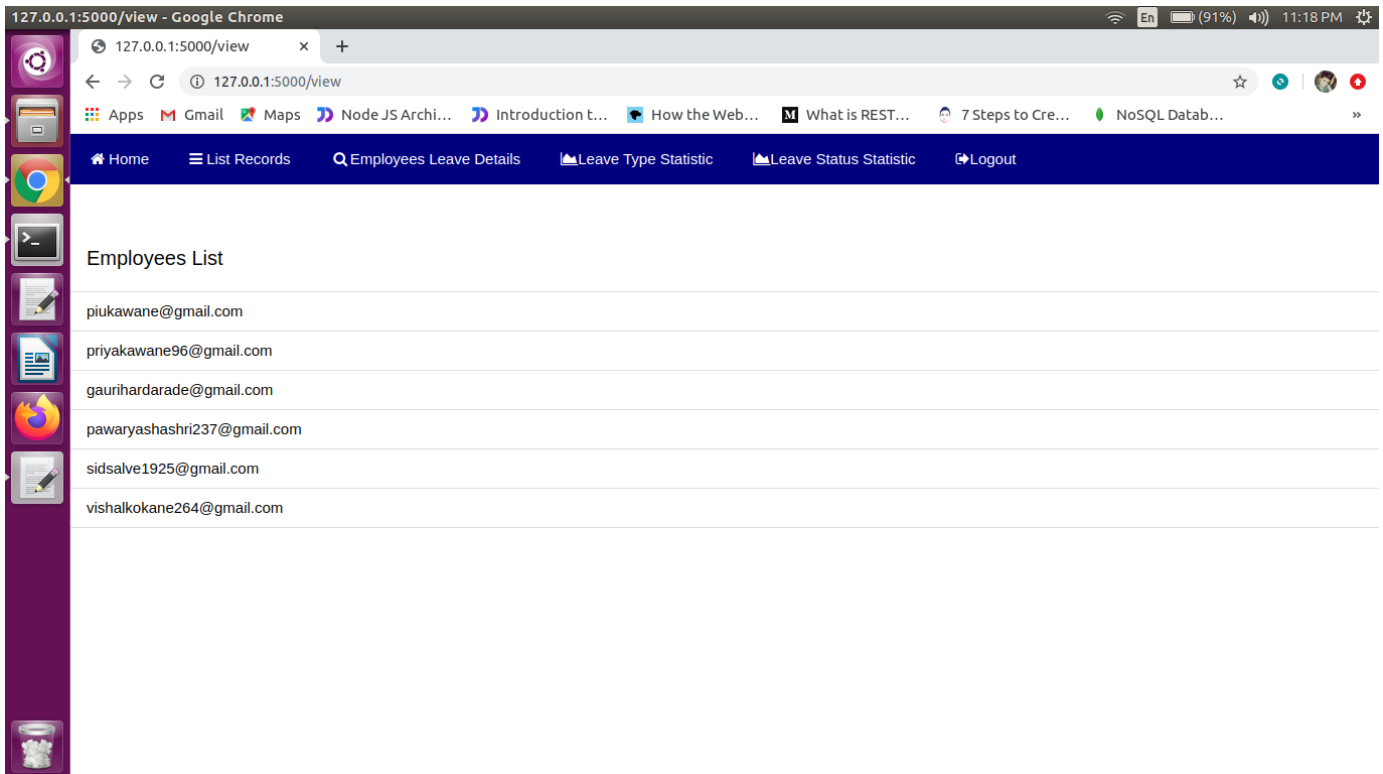 127.0.0.1:5000/view - Google Chrome En (91%) 11:18 PM
127.0.0.1:5000/view × +
127.0.0.1:5000/view
Apps Gmail Maps Node JS Archi... Introduction t... How the Web... What is REST... 7 Steps to Cre... NoSQL Datab... »
Home List Records Employees Leave Details Leave Type Statistic Leave Status Statistic Logout
Employees List
piukawane@gmail.com
priyakawane96@gmail.com
gaurihardarade@gmail.com
pawaryashashri237@gmail.com
sidsalve1925@gmail.com
vishalkokane264@gmail.com